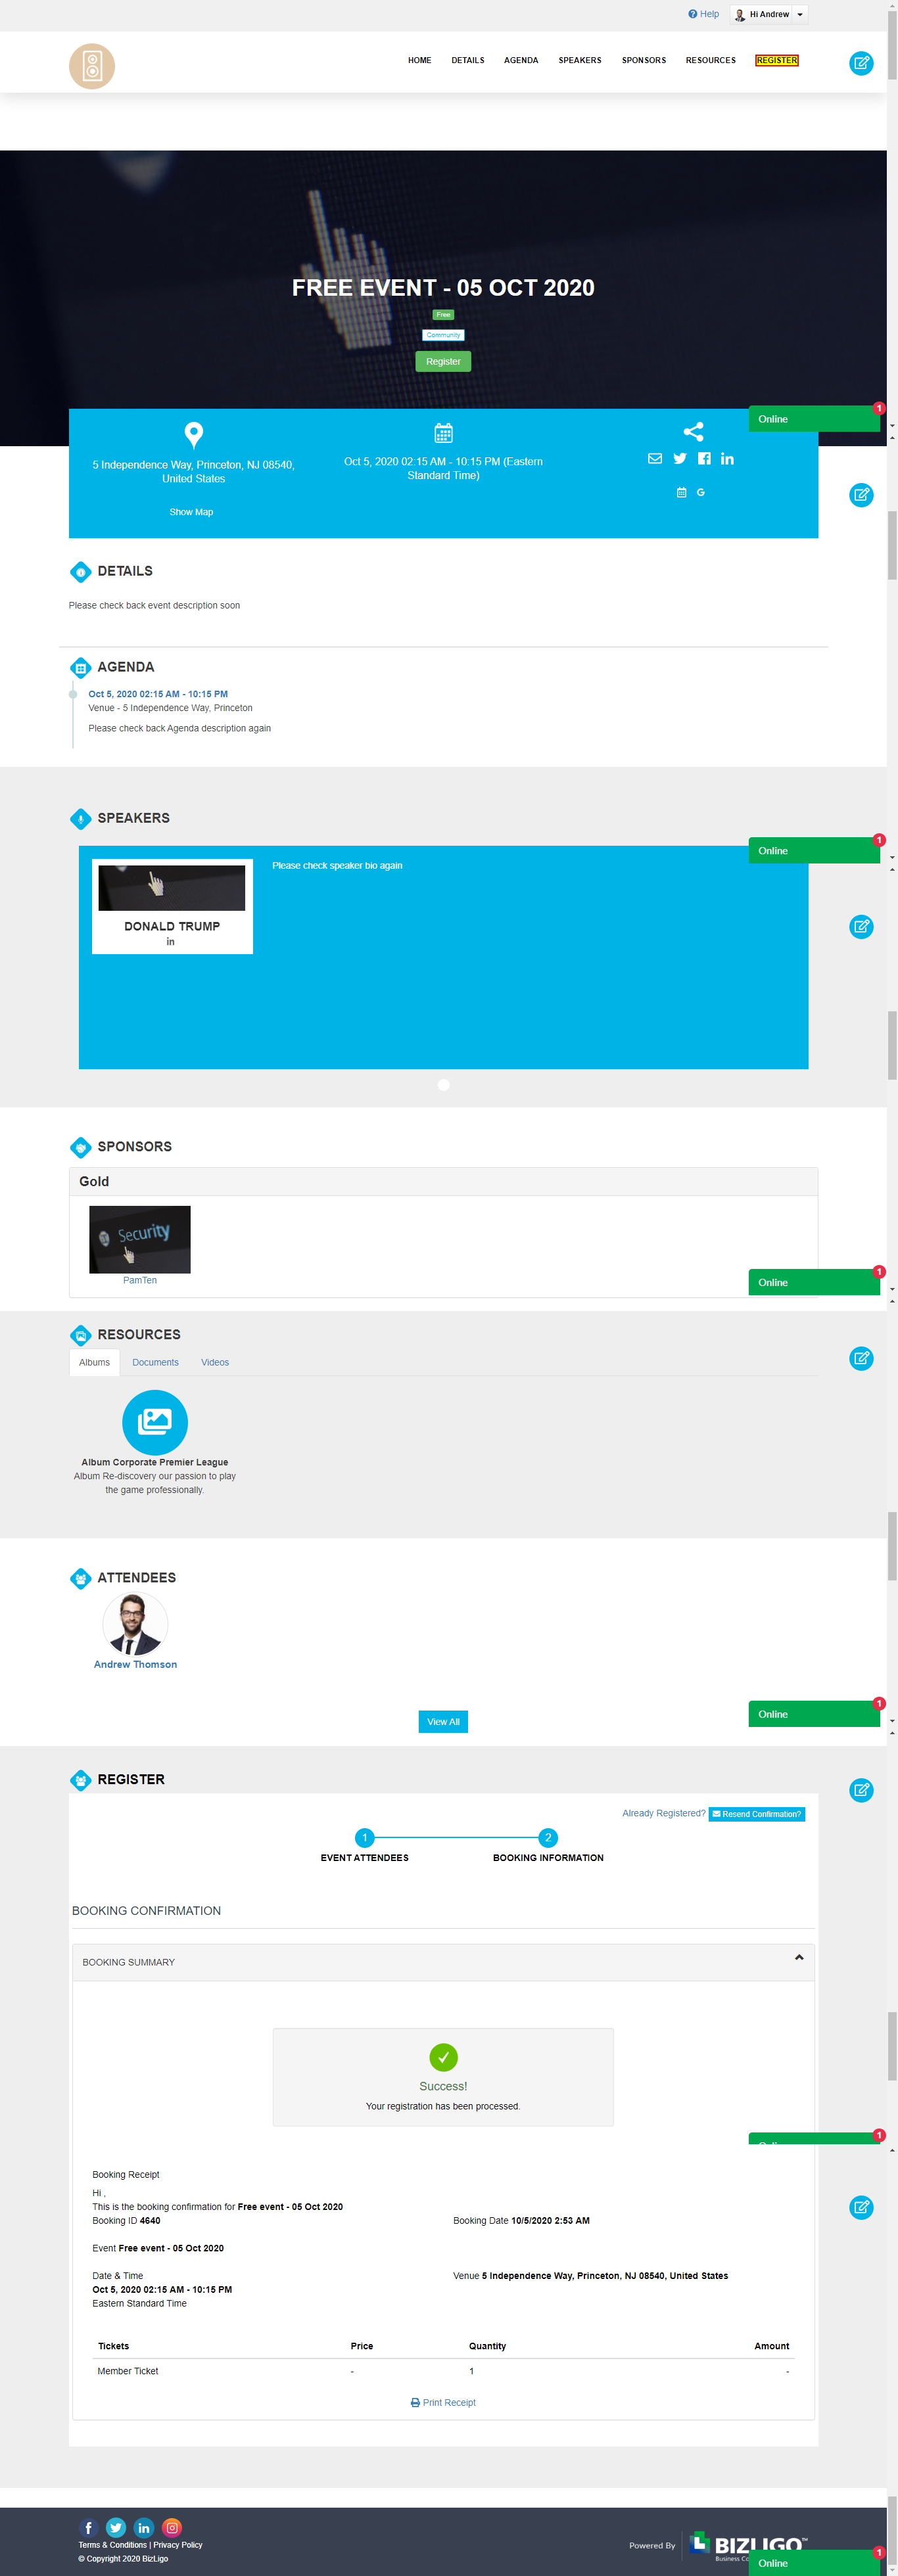 Help
Hi Andrew
HOME DETAILS AGENDA SPEAKERS SPONSORS RESOURCES REGISTER
FREE EVENT - 05 OCT 2020
Free
Community
Register
Online
1
5 Independence Way, Princeton, NJ 08540,
United States
Show Map
Oct 5, 2020 02:15 AM - 10:15 PM (Eastern
Standard Time)
DETAILS
Please check back event description soon
AGENDA
Oct 5, 2020 02:15 AM - 10:15 PM
Venue - 5 Independence Way, Princeton
Please check back Agenda description again
SPEAKERS
Online
1
Please check speaker bio again
DONALD TRUMP
in
SPONSORS
Gold
Security
PamTen
Online
1
RESOURCES
Albums Documents Videos
Album Corporate Premier League
Album Re-discovery our passion to play
the game professionally.
ATTENDEES
Andrew Thomson
View All
Online
1
REGISTER
Already Registered? Resend Confirmation?
1 2
EVENT ATTENDEES BOOKING INFORMATION
BOOKING CONFIRMATION
BOOKING SUMMARY
Success!
Your registration has been processed.
1
Booking Receipt
Hi ,
This is the booking confirmation for Free event - 05 Oct 2020
Booking ID 4640 Booking Date 10/5/2020 2:53 AM
Event Free event - 05 Oct 2020
Date & Time Venue 5 Independence Way, Princeton, NJ 08540, United States
Oct 5, 2020 02:15 AM - 10:15 PM
Eastern Standard Time
Tickets Price Quantity Amount
Member Ticket - 1 -
Print Receipt
Terms & Conditions | Privacy Policy
© Copyright 2020 BizLigo
Powered By BIZLIGO™
Business
Online
1